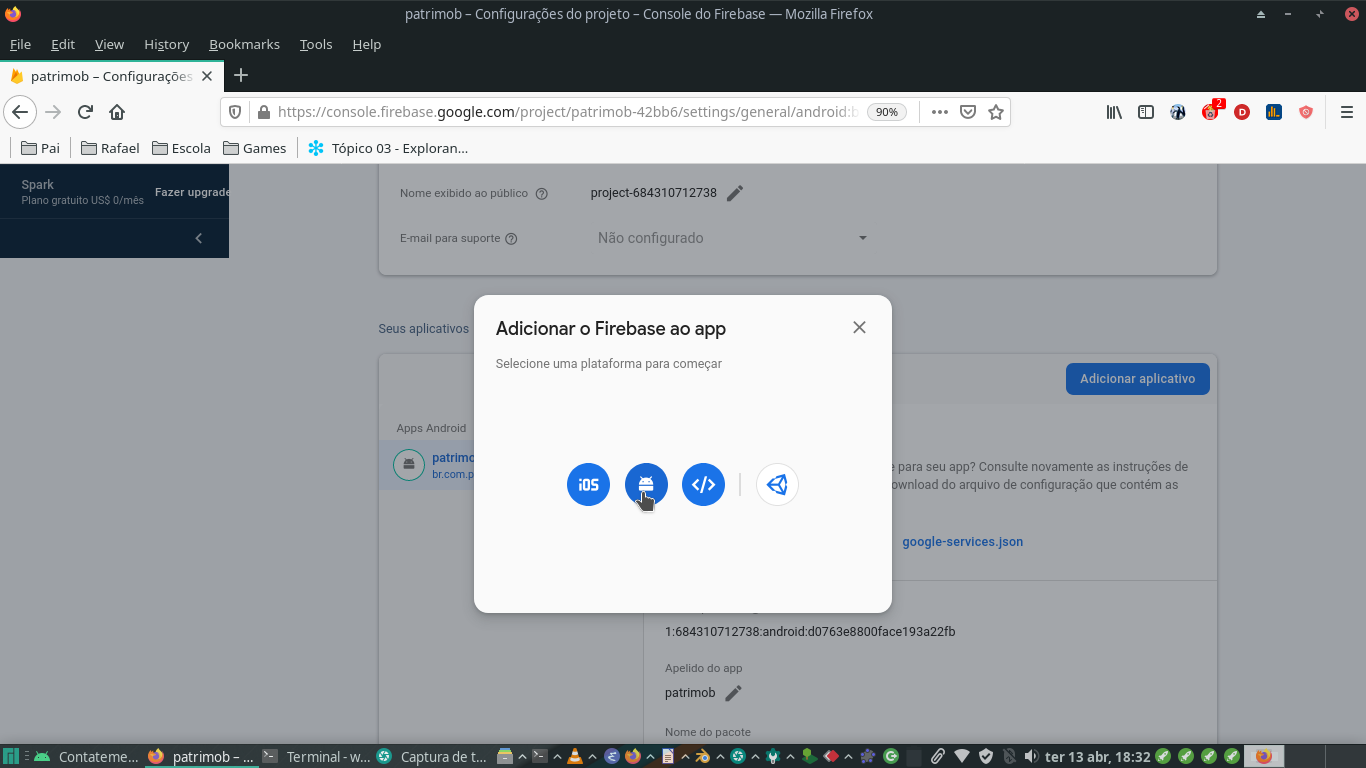 patrimob – Configurações do projeto – Console do Firebase — Mozilla Firefox
File Edit View History Bookmarks Tools Help
patrimob – Configurações
https://console.firebase.google.com/project/patrimob-42bb6/settings/general/android:b 90% 2
Pai Rafael Escola Games Tópico 03 - Exploran...
Spark
Plano gratuito US$ 0/mês
Fazer upgrade
Nome exibido ao público project-684310712738
E-mail para suporte Não configurado
Seus aplicativos
Adicionar o Firebase ao app
Selecione uma plataforma para começar
iOS
Adicionar aplicativo
Apps Android
patrimo
br.com.p
para seu app? Consulte novamente as instruções de
download do arquivo de configuração que contém as
google-services.json
1:684310712738:android:d0763e8800face193a22fb
Apelido do app
patrimob
Nome do pacote
Contateme... patrimob – ... Terminal - w... Captura de t... ter 13 abr, 18:32